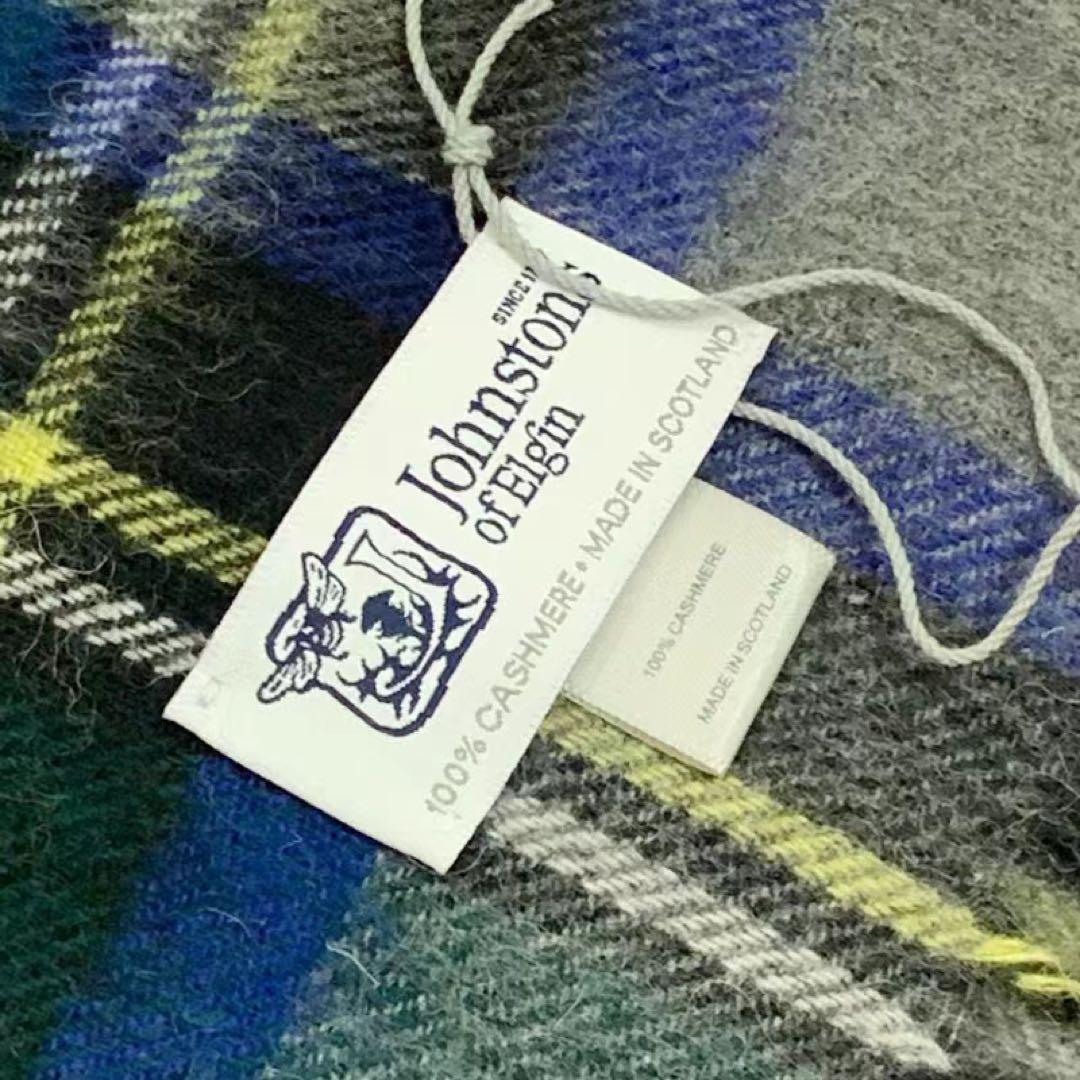 SINCE
Johnstons
of Elgin
100% CASHMERE • MADE IN SCOTLAND
100% CASHMERE
MADE IN SCOTLAND